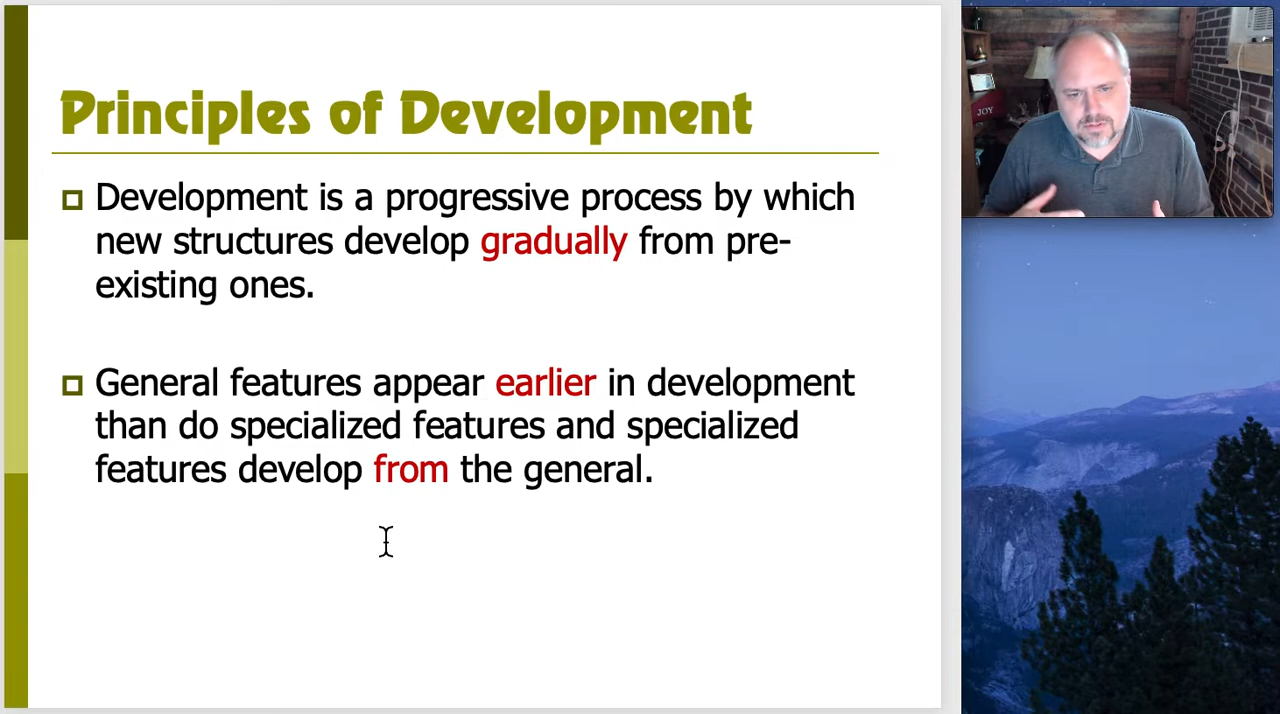 Principles of Development
Development is a progressive process by which
new structures develop gradually from pre-
existing ones.
General features appear earlier in development
than do specialized features and specialized
features develop from the general.
JOY